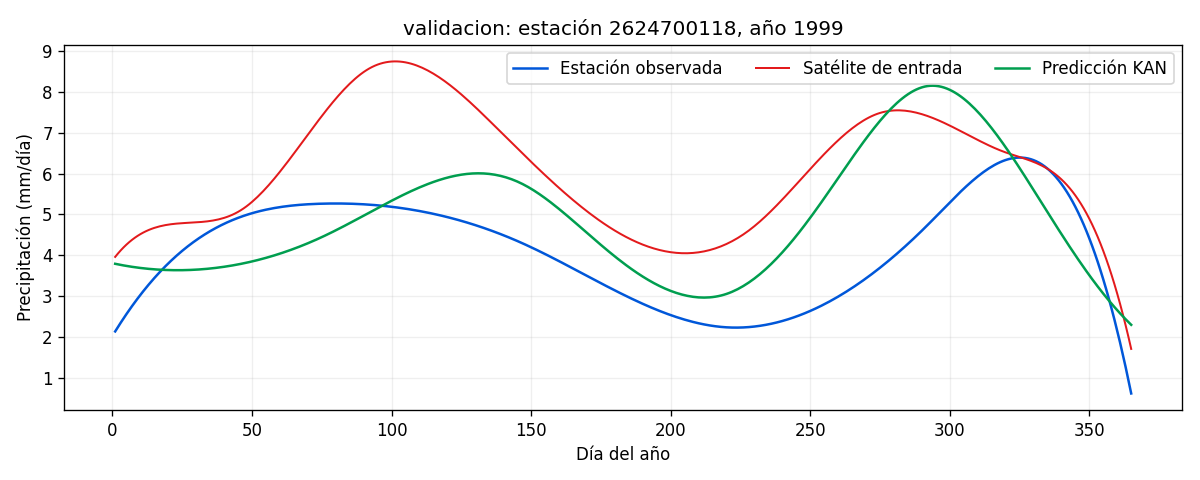 validacion: estación 2624700118, año 1999
Estación observada
Satélite de entrada
Predicción KAN
Precipitación (mm/día)
9
8
7
6
5
4
3
2
1
0
50
100
150
200
250
300
350
Día del año